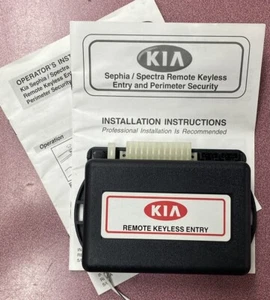 OPERATOR'S INST
Kia Sephia / Spectra
Remote Keyless Entry
Perimeter Security
Operation
KIA
Sephia / Spectra Remote Keyless
Entry and Perimeter Security
INSTALLATION INSTRUCTIONS
Professional Installation is Recommended
KIA
REMOTE KEYLESS ENTRY